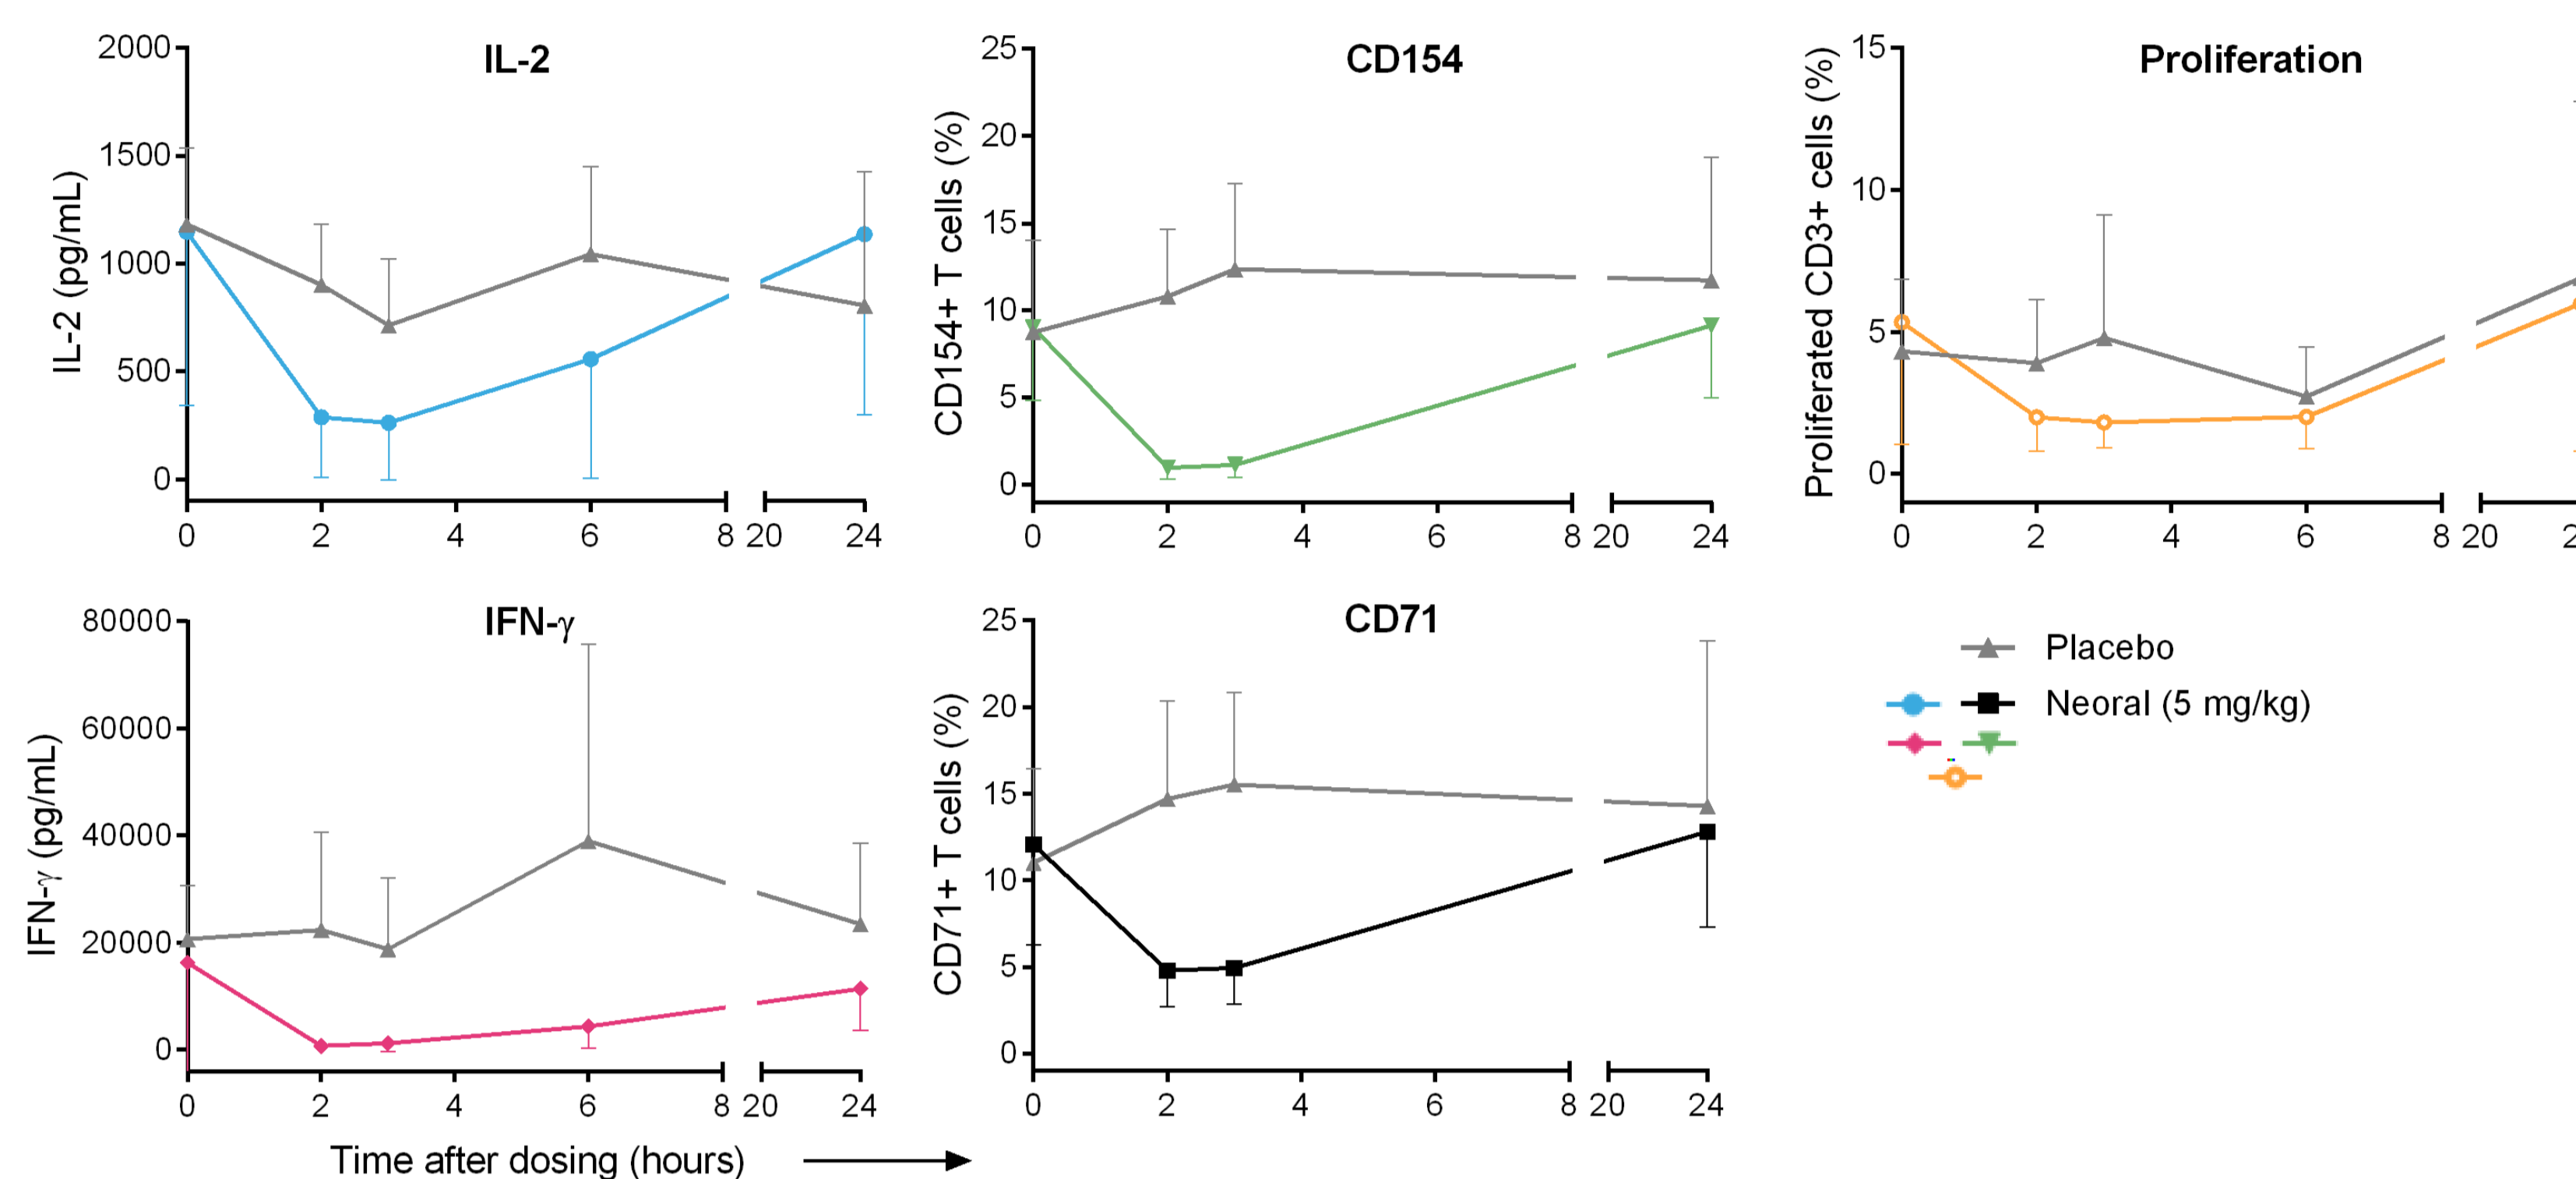 IL-2
IL-2 (pg/mL)
2000
1500
1000
500
0
0 2 4 6 8 20 24
CD154
CD154+ T cells (%)
25
20
15
10
5
0
0 2 4 6 8 20 24
Proliferation
Proliferated CD3+ cells (%)
15
10
5
0
0 2 4 6 8 20 2
IFN-γ
IFN-γ (pg/mL)
80000
60000
40000
20000
0
0 2 4 6 8 20 24
CD71
CD71+ T cells (%)
25
20
15
10
5
0
0 2 4 6 8 20 24
Placebo
Neoral (5 mg/kg)
Time after dosing (hours)